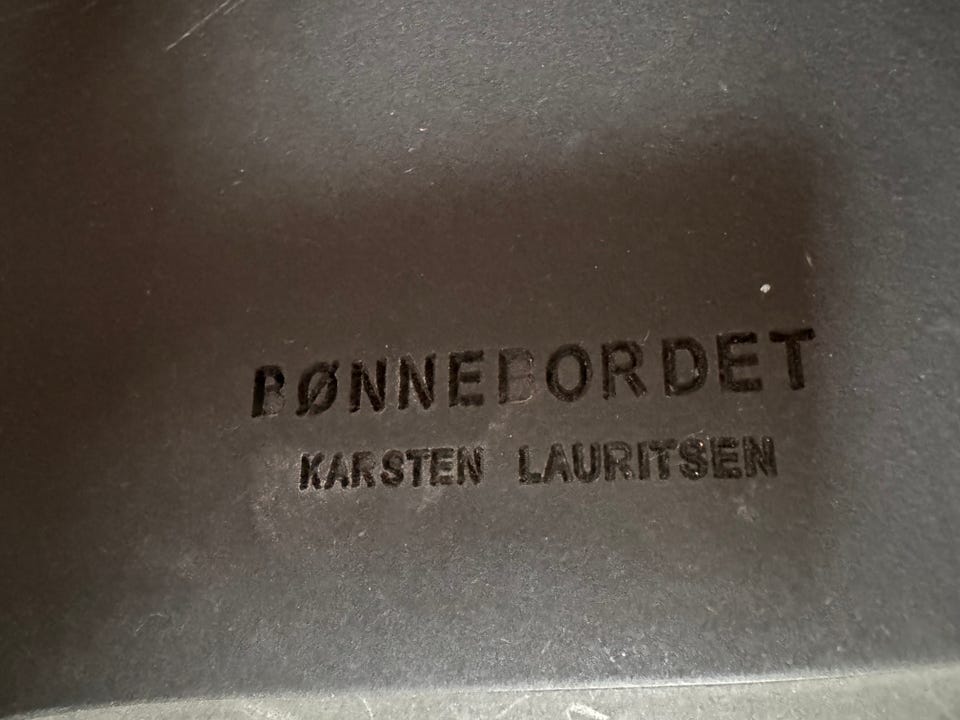 BØNNEBORDET
KARSTEN LAURITSEN